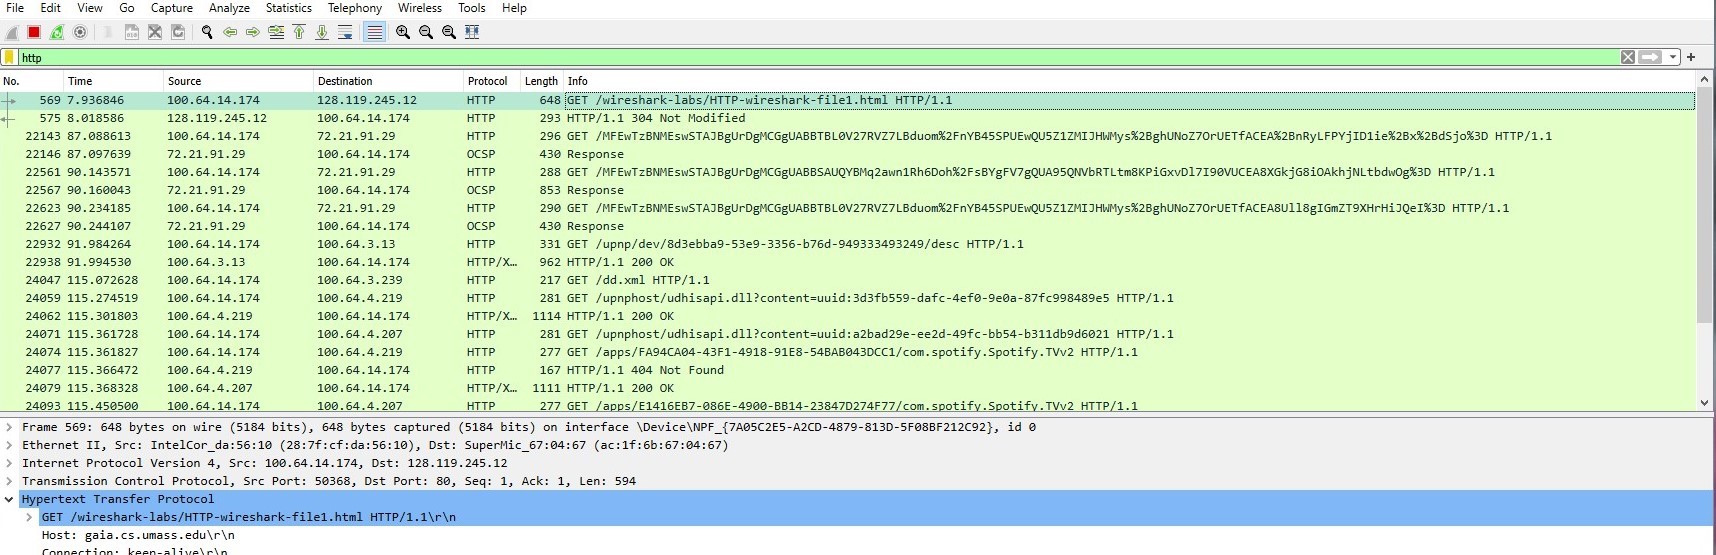 File Edit View Go Capture Analyze Statistics Telephony Wireless Tools Help
http
No. Time Source Destination Protocol Length Info
569 7.936846 100.64.14.174 128.119.245.12 HTTP 648 GET /wireshark-labs/HTTP-wireshark-file1.html HTTP/1.1
575 8.018586 128.119.245.12 100.64.14.174 HTTP 293 HTTP/1.1 304 Not Modified
22143 87.088613 100.64.14.174 72.21.91.29 HTTP 296 GET /MFEwTzBNMEswSTAJBgUrDgMCGgUABBTBL0V27RVZ7LBduom%2FnYB45SPUEwQU5Z1ZMIJHWMys%2BghUNoZ7OrUETfACEA%2BnRyLFPYjID1ie%2Bx%2BdSjo%3D HTTP/1.1
22146 87.097639 72.21.91.29 100.64.14.174 OCSP 430 Response
22561 90.143571 100.64.14.174 72.21.91.29 HTTP 288 GET /MFEwTzBNMEswSTAJBgUrDgMCGgUABBSAUQYBMq2awn1Rh6Doh%2FsBYgFV7gQUA95QNVbRTLtm8KPiGxvDl7I90VUCEA8XGkjG8iOAkhjNLtbdwOg%3D HTTP/1.1
22567 90.160043 72.21.91.29 100.64.14.174 OCSP 853 Response
22623 90.234185 100.64.14.174 72.21.91.29 HTTP 290 GET /MFEwTzBNMEswSTAJBgUrDgMCGgUABBTBL0V27RVZ7LBduom%2FnYB45SPUEwQU5Z1ZMIJHWMys%2BghUNoZ7OrUETfACEA8Ull8gIGmZT9XHrHiJQeI%3D HTTP/1.1
22627 90.244107 72.21.91.29 100.64.14.174 OCSP 430 Response
22932 91.984264 100.64.14.174 100.64.3.13 HTTP 331 GET /upnp/dev/8d3ebba9-53e9-3356-b76d-949333493249/desc HTTP/1.1
22938 91.994530 100.64.3.13 100.64.14.174 HTTP/X… 962 HTTP/1.1 200 OK
24047 115.072628 100.64.14.174 100.64.3.239 HTTP 217 GET /dd.xml HTTP/1.1
24059 115.274519 100.64.14.174 100.64.4.219 HTTP 281 GET /upnphost/udhisapi.dll?content=uuid:3d3fb559-dafc-4ef0-9e0a-87fc998489e5 HTTP/1.1
24062 115.301803 100.64.4.219 100.64.14.174 HTTP/X… 1114 HTTP/1.1 200 OK
24071 115.361728 100.64.14.174 100.64.4.207 HTTP 281 GET /upnphost/udhisapi.dll?content=uuid:a2bad29e-ee2d-49fc-bb54-b311db9d6021 HTTP/1.1
24074 115.361827 100.64.14.174 100.64.4.219 HTTP 277 GET /apps/FA94CA04-43F1-4918-91E8-54BAB043DCC1/com.spotify.Spotify.TVv2 HTTP/1.1
24077 115.366472 100.64.4.219 100.64.14.174 HTTP 167 HTTP/1.1 404 Not Found
24079 115.368328 100.64.4.207 100.64.14.174 HTTP/X… 1111 HTTP/1.1 200 OK
24093 115.450500 100.64.14.174 100.64.4.207 HTTP 277 GET /apps/E1416EB7-086E-4900-BB14-23847D274F77/com.spotify.Spotify.TVv2 HTTP/1.1
Frame 569: 648 bytes on wire (5184 bits), 648 bytes captured (5184 bits) on interface \Device\NPF_{7A05C2E5-A2CD-4879-813D-5F08BF212C92}, id 0
Ethernet II, Src: IntelCor_da:56:10 (28:7f:cf:da:56:10), Dst: SuperMic_67:04:67 (ac:1f:6b:67:04:67)
Internet Protocol Version 4, Src: 100.64.14.174, Dst: 128.119.245.12
Transmission Control Protocol, Src Port: 50368, Dst Port: 80, Seq: 1, Ack: 1, Len: 594
Hypertext Transfer Protocol
GET /wireshark-labs/HTTP-wireshark-file1.html HTTP/1.1\r\n
Host: gaia.cs.umass.edu\r\n
Connection: keep-alive\r\n